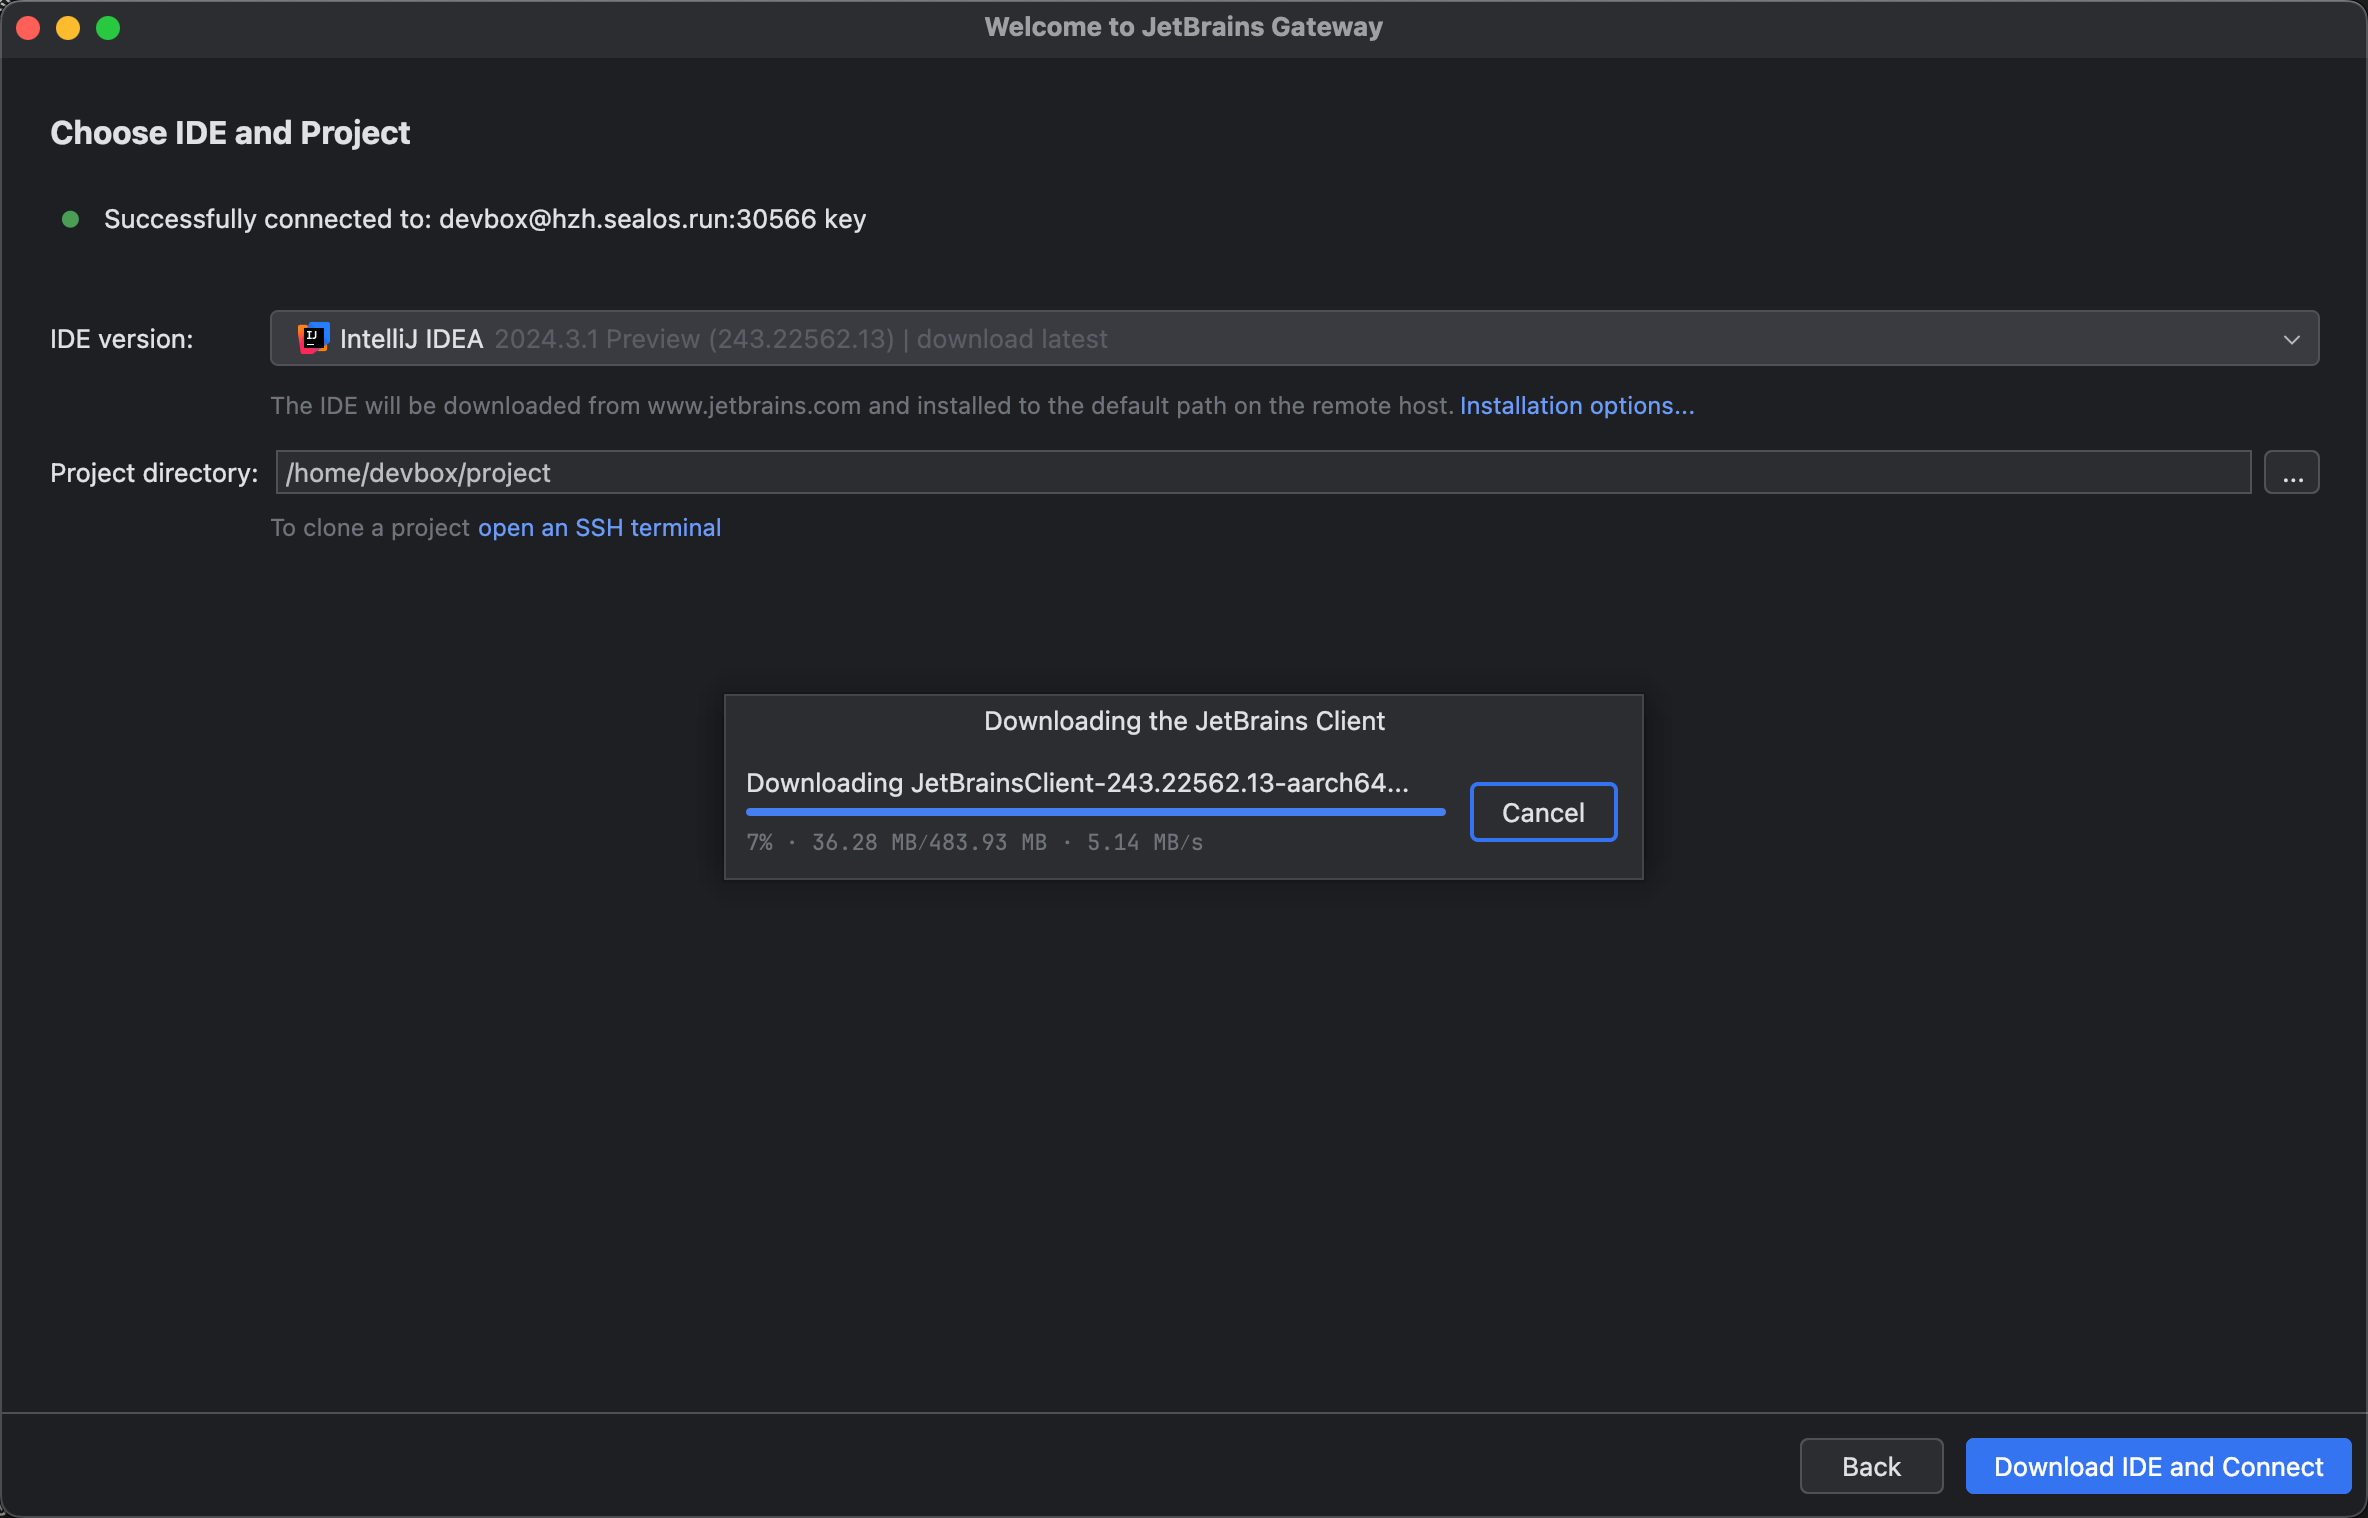 Welcome to JetBrains Gateway
Choose IDE and Project
Successfully connected to: devbox@hzh.sealos.run:30566 key
IDE version:
IJ IntelliJ IDEA 2024.3.1 Preview (243.22562.13) | download latest
The IDE will be downloaded from www.jetbrains.com and installed to the default path on the remote host. Installation options...
Project directory: /home/devbox/project ...
To clone a project open an SSH terminal
Downloading the JetBrains Client
Downloading JetBrainsClient-243.22562.13-aarch64...
Cancel
7% · 36.28 MB/483.93 MB · 5.14 MB/s
Back
Download IDE and Connect